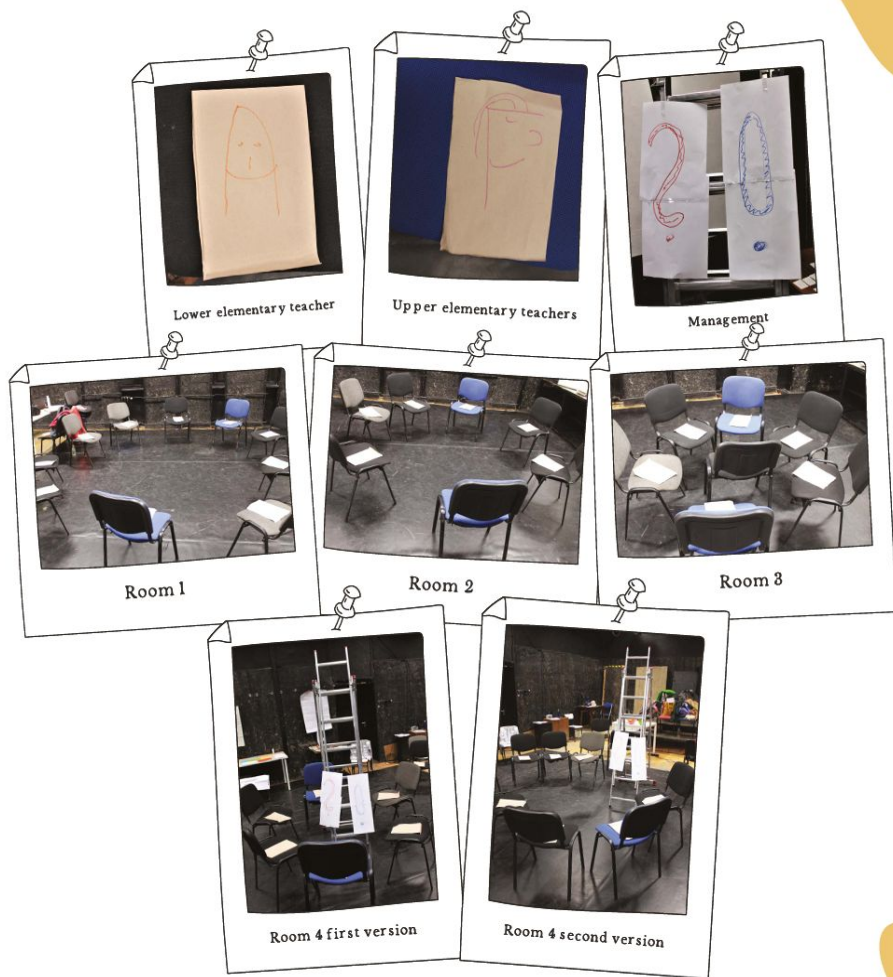 Lower elementary teacher
Upper elementary teachers
Management
Room 1
Room 2
Room 3
Room 4 first version
Room 4 second version